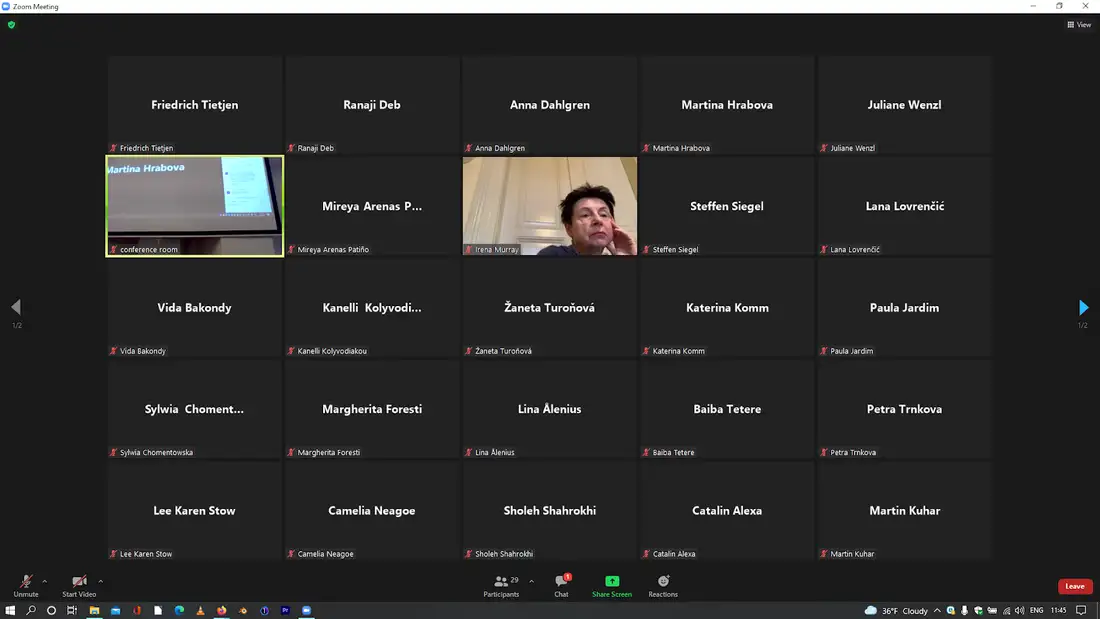 Zoom Meeting
View
Friedrich Tietjen
Ranaji Deb
Anna Dahlgren
Martina Hrabova
Juliane Wenzl
Friedrich Tietjen
Ranaji Deb
Anna Dahlgren
Martina Hrabova
Juliane Wenzl
Martina Hrabova
Mireya Arenas P...
Steffen Siegel
Lana Lovrenčić
conference room
Mireya Arenas Patiño
Irena Murray
Steffen Siegel
Lana Lovrenčić
Vida Bakondy
Kanelli Kolyvodi...
Žaneta Turoňová
Katerina Komm
Paula Jardim
1/2
1/2
Vida Bakondy
Kanelli Kolyvodiakou
Žaneta Turoňová
Katerina Komm
Paula Jardim
Sylwia Choment...
Margherita Foresti
Lina Ålenius
Baiba Tetere
Petra Trnkova
Sylwia Chomentowska
Margherita Foresti
Lina Ålenius
Baiba Tetere
Petra Trnkova
Lee Karen Stow
Camelia Neagoe
Sholeh Shahrokhi
Catalin Alexa
Martin Kuhar
Lee Karen Stow
Camelia Neagoe
Sholeh Shahrokhi
Catalin Alexa
Martin Kuhar
29
1
Unmute
Start Video
Participants
Chat
Share Screen
Reactions
Leave
Pr
36°F Cloudy
ENG
11:45